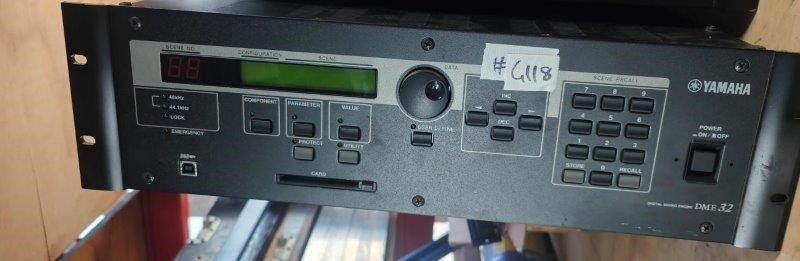 SCENE NO.
CONFIGURATION
SCENE
DATA
# G118
SCENE RECALL
YAMAHA
48kHz
44.1kHz
LOCK
EMERGENCY
COMPONENT
PARAMETER
VALUE
PROTECT
UTILITY
USER DEFINE
INC
DEC
7 8 9
4 5 6
1 2 3
STORE 0 RECALL
POWER
ON/ OFF
CARD
DIGITAL MIXING ENGINE DME 32